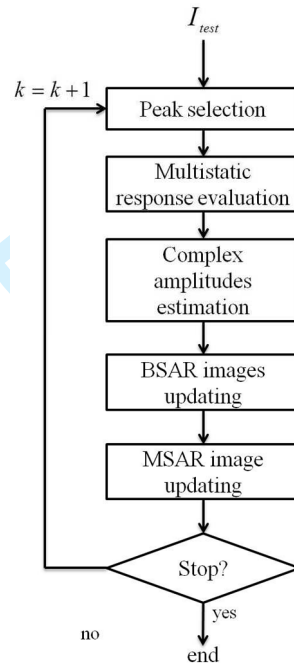 I_test
k = k+1
Peak selection
Multistatic
response evaluation
Complex
amplitudes
estimation
BSAR images
updating
MSAR image
updating
Stop?
yes
no
end